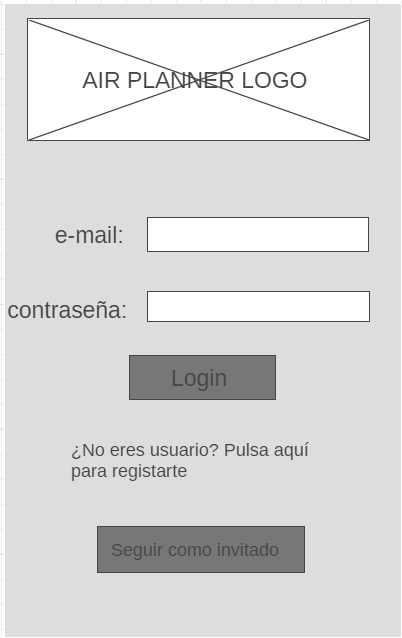 AIR PLANNER LOGO
e-mail:
contraseña:
Login
¿No eres usuario? Pulsa aquí
para registarte
Seguir como invitado